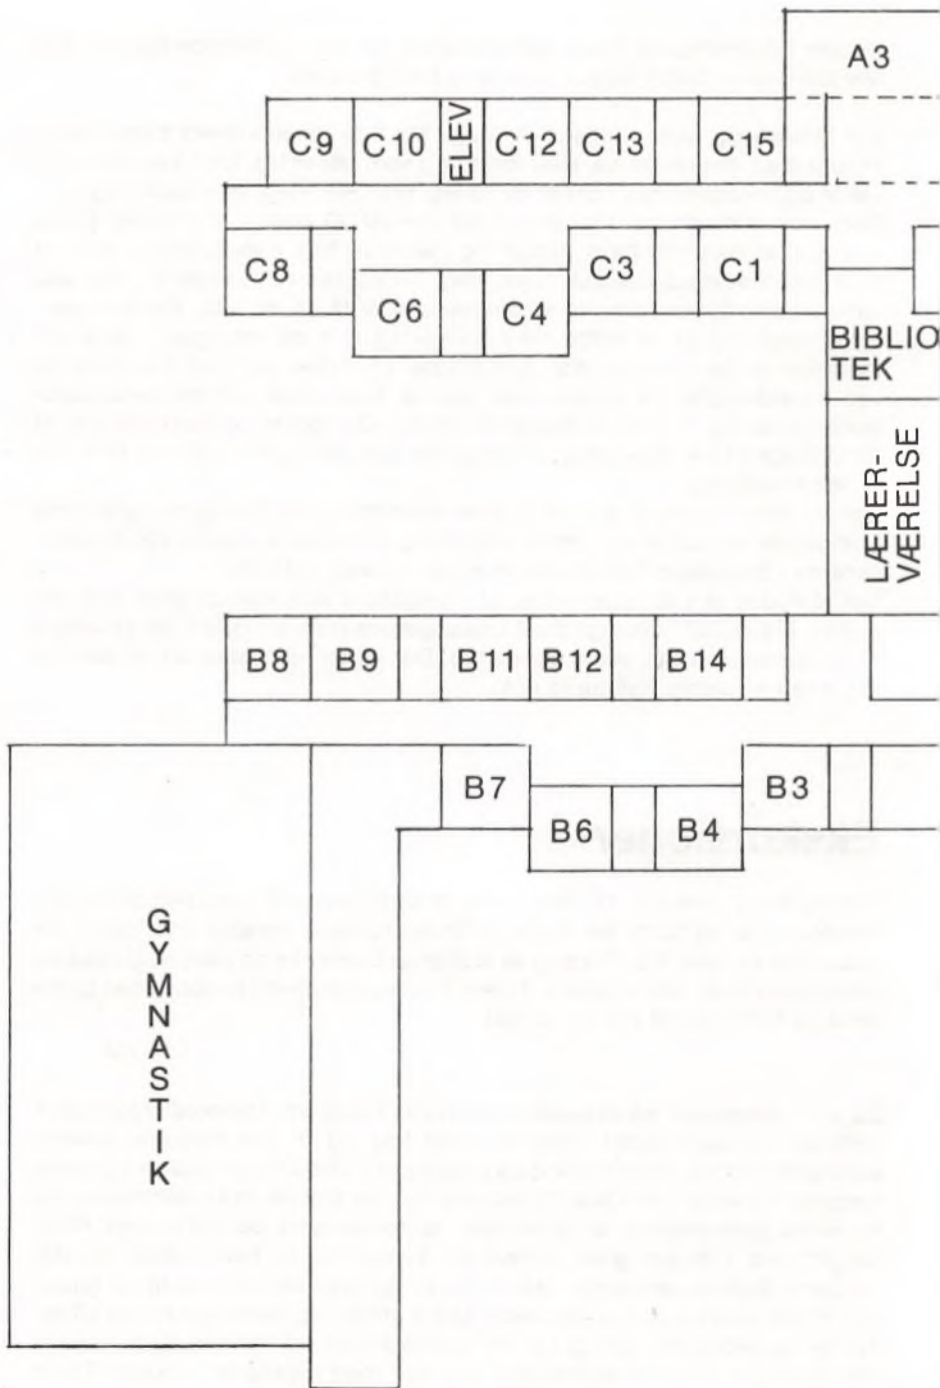 A3
C9 C10 ELEV C12 C13 C15
C8 C3 C1
C6 C4
BIBLIO
TEK
LÆRER-
VÆRELSE
B8 B9 B11 B12 B14
B7 B3
B6 B4
GYMNASTIK